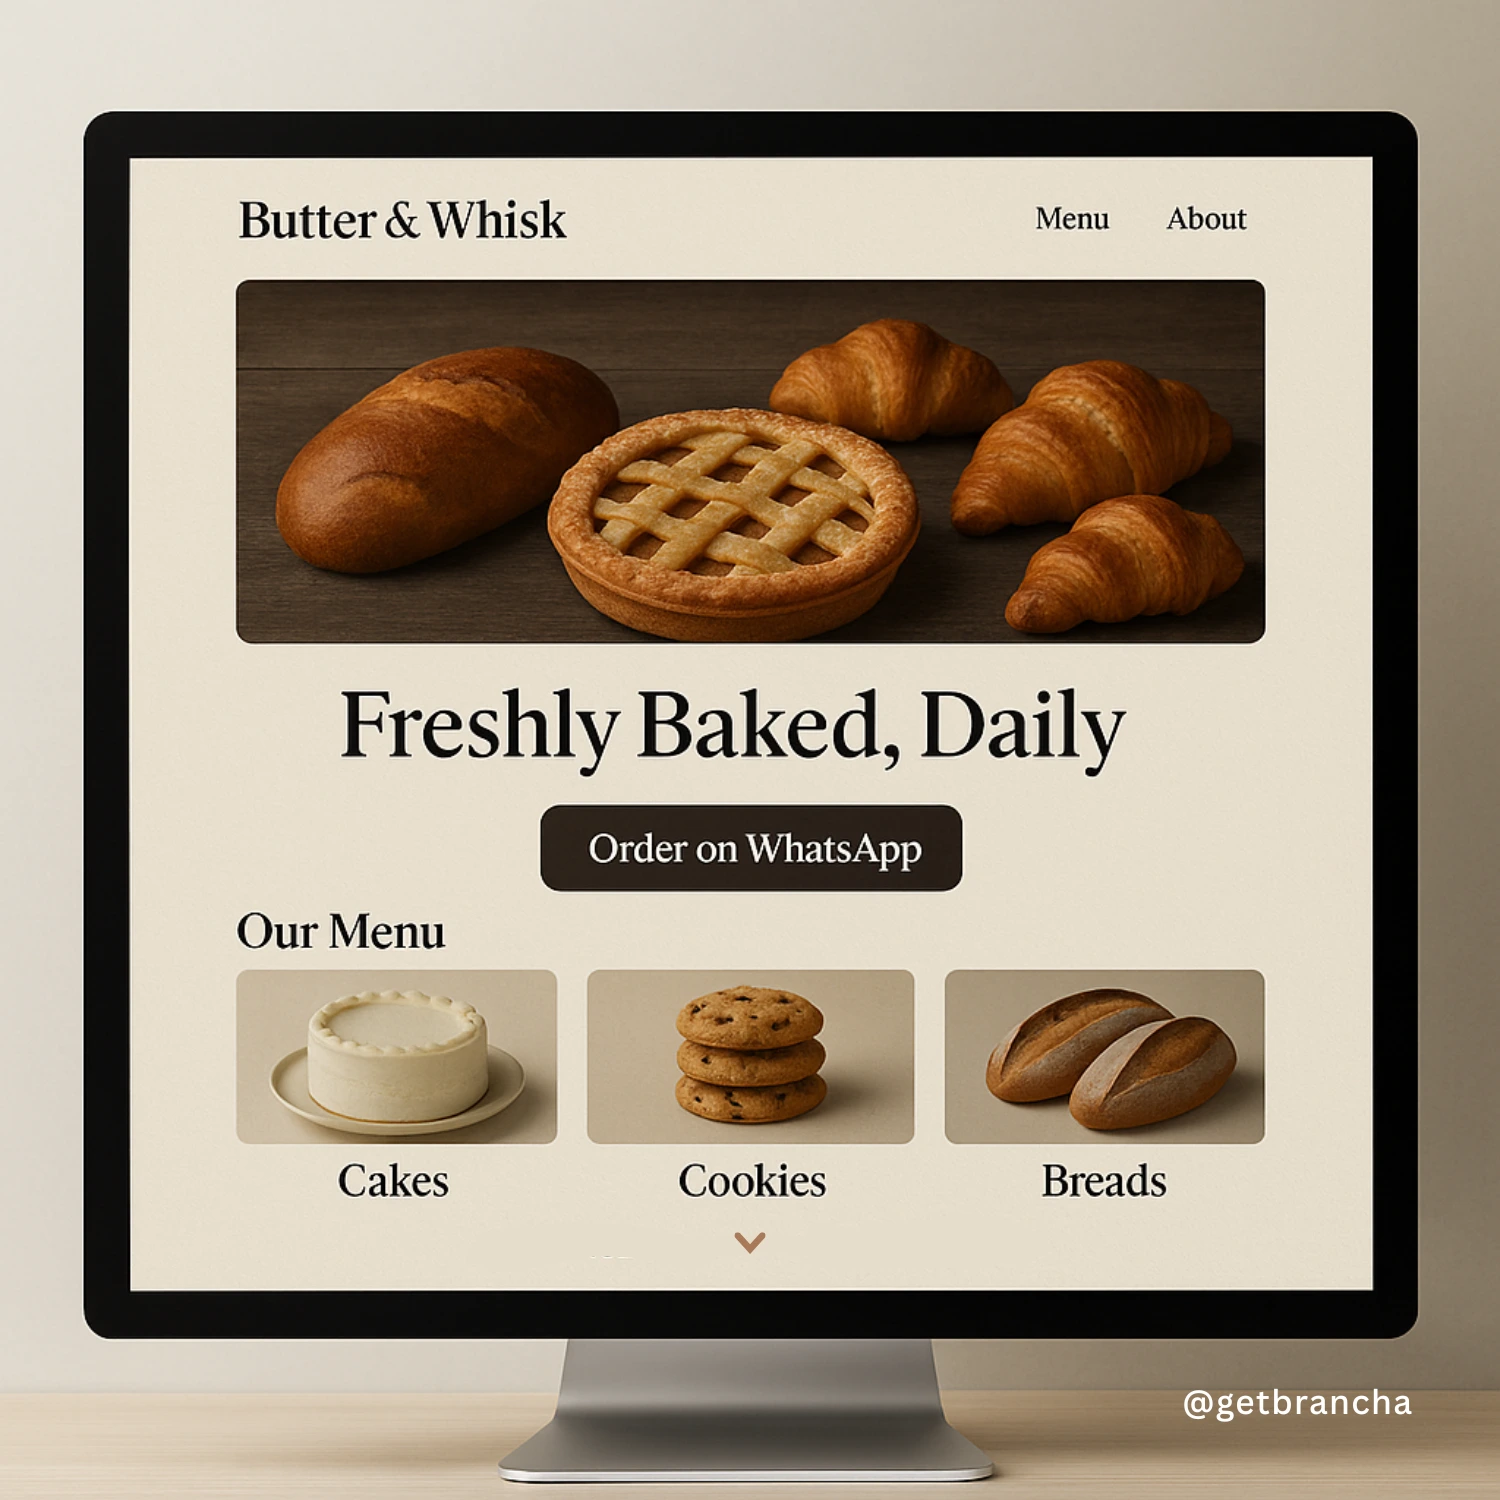 Butter & Whisk
Menu About
Freshly Baked, Daily
Order on WhatsApp
Our Menu
Cakes Cookies Breads
@getbrancha